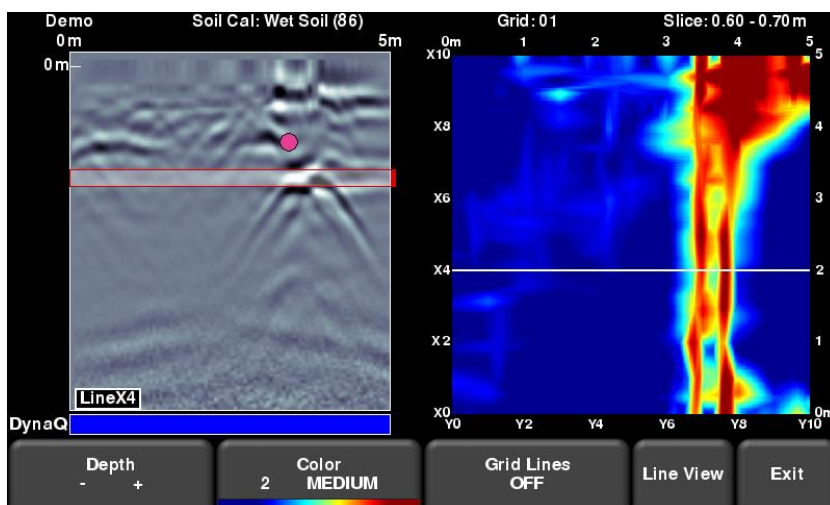 Demo Soil Cal: Wet Soil (86) Grid: 01 Slice: 0.60 - 0.70 m
0 m 5m
0 m
LineX4
DynaQ
0m 1 2 3 4 5
X10 5
X8 4
X6 3
X4 2
X2 1
X0 0m
Y0 Y2 Y4 Y6 Y8 Y10
Depth
- +
Color
2 MEDIUM
Grid Lines
OFF
Line View
Exit